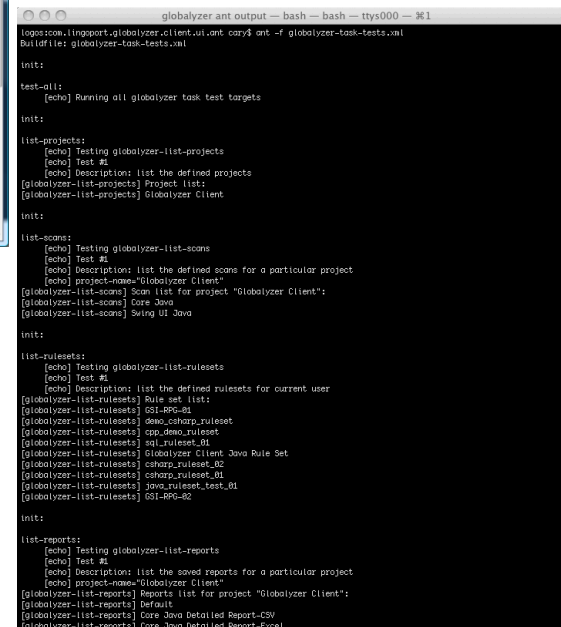 globalyzer ant output — bash — bash — ttys000 — ⌘1
logos:com.lingoport.globalyzer.client.ui.ant cary$ ant -f globalyzer-task-tests.xml
Buildfile: globalyzer-task-tests.xml
init:
test-all:
[echo] Running all globalyzer task test targets
init:
list-projects:
[echo] Testing globalyzer-list-projects
[echo] Test #1
[echo] Description: list the defined projects
[globalyzer-list-projects] Project list:
[globalyzer-list-projects] Globalyzer Client
init:
list-scans:
[echo] Testing globalyzer-list-scans
[echo] Test #1
[echo] Description: list the defined scans for a particular project
[echo] project-name="Globalyzer Client"
[globalyzer-list-scans] Scan list for project "Globalyzer Client":
[globalyzer-list-scans] Core Java
[globalyzer-list-scans] Swing UI Java
init:
list-rulesets:
[echo] Testing globalyzer-list-rulesets
[echo] Test #1
[echo] Description: list the defined rulesets for current user
[globalyzer-list-rulesets] Rule set list:
[globalyzer-list-rulesets] GSI-RPG-01
[globalyzer-list-rulesets] demo_csharp_ruleset
[globalyzer-list-rulesets] cpp_demo_ruleset
[globalyzer-list-rulesets] sql_ruleset_01
[globalyzer-list-rulesets] Globalyzer Client Java Rule Set
[globalyzer-list-rulesets] csharp_ruleset_02
[globalyzer-list-rulesets] csharp_ruleset_01
[globalyzer-list-rulesets] java_ruleset_test_01
[globalyzer-list-rulesets] GSI-RPG-02
init:
list-reports:
[echo] Testing globalyzer-list-reports
[echo] Test #1
[echo] Description: list the saved reports for a particular project
[echo] project-name="Globalyzer Client"
[globalyzer-list-reports] Reports list for project "Globalyzer Client":
[globalyzer-list-reports] Default
[globalyzer-list-reports] Core Java Detailed Report-CSV
[globalyzer-list-reports] Core Java Detailed Report-Excel